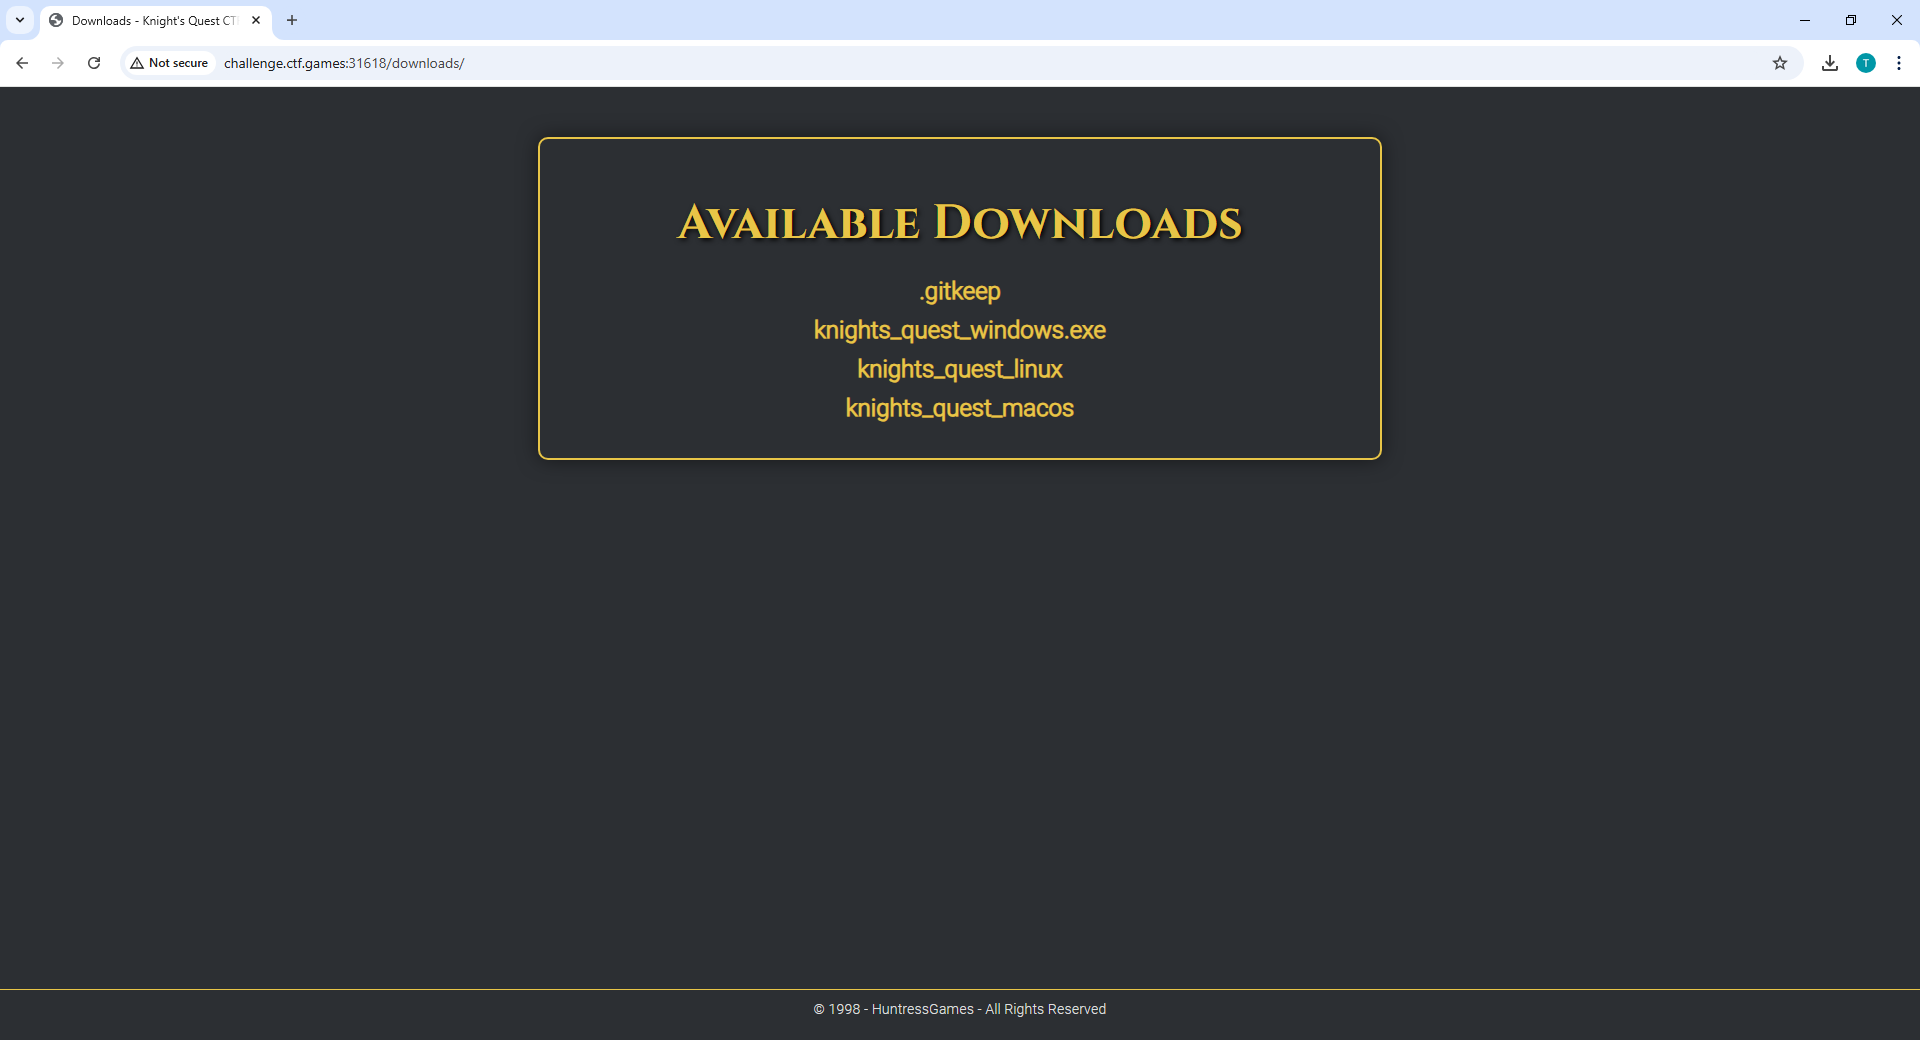 Downloads - Knight's Quest CT
Not secure
challenge.ctf.games:31618/downloads/
T
Available Downloads
.gitkeep
knights_quest_windows.exe
knights_quest_linux
knights_quest_macos
© 1998 - HuntressGames - All Rights Reserved